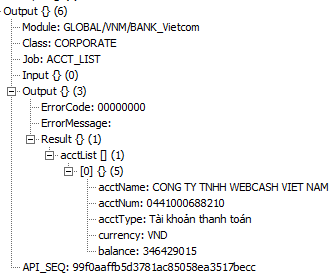 Output {} (6)
Module: GLOBAL/VNM/BANK_Vietcom
Class: CORPORATE
Job: ACCT_LIST
Input {} (0)
Output {} (3)
ErrorCode: 00000000
ErrorMessage:
Result {} (1)
acctList [] (1)
[0] {} (5)
acctName: CONG TY TNHH WEBCASH VIET NAM
acctNum: 0441000688210
acctType: Tài khoản thanh toán
currency: VND
balance: 346429015
API_SEQ: 99f0aaffb5d3781ac85058ea3517becc